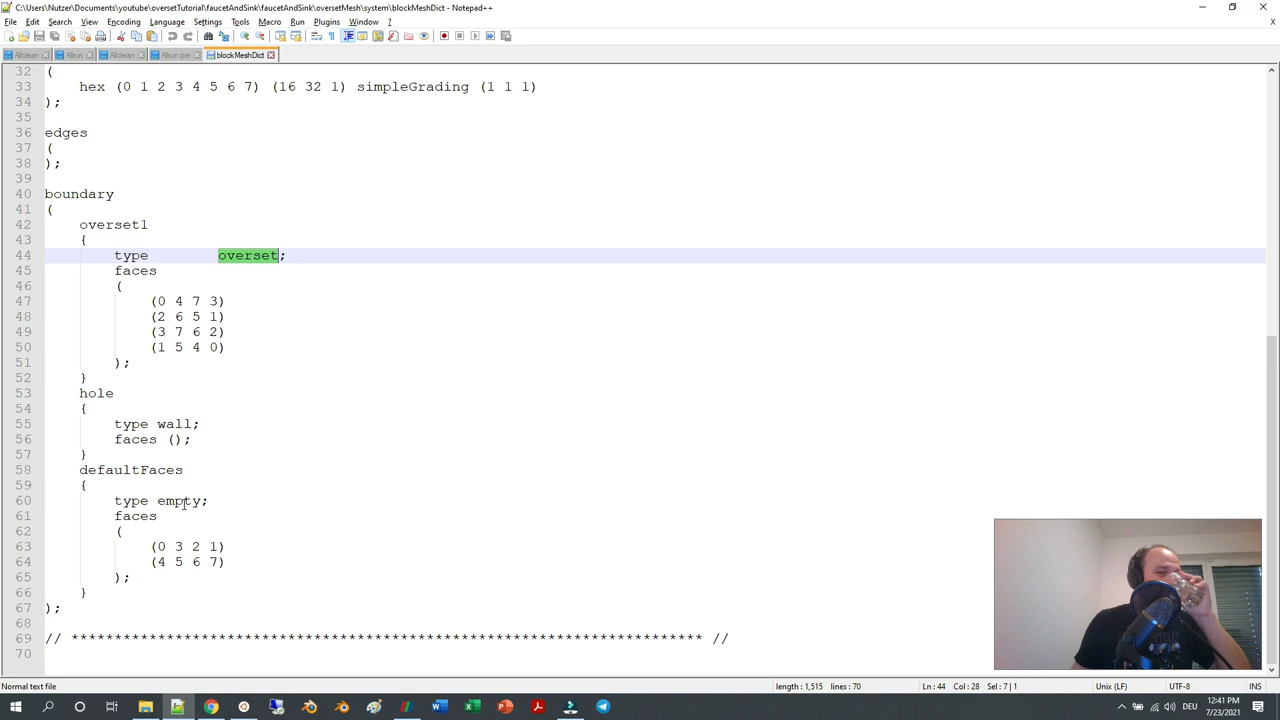 C:\Users\Nutzer\Documents\youtube\oversetTutorial\faucetAndSink\faucetAndSink\oversetMesh\system\blockMeshDict - Notepad++
File Edit Search View Encoding Language Settings Tools Macro Run Plugins Window ?
Allclean Allrun Allclean Allrun.pre blockMeshDict
32 (
33 hex (0 1 2 3 4 5 6 7) (16 32 1) simpleGrading (1 1 1)
34 );
35
36 edges
37 (
38 );
39
40 boundary
41 (
42 overset1
43 {
44 type overset;
45 faces
46 (
47 (0 4 7 3)
48 (2 6 5 1)
49 (3 7 6 2)
50 (1 5 4 0)
51 );
52 }
53 hole
54 {
55 type wall;
56 faces ();
57 }
58 defaultFaces
59 {
60 type empty;
61 faces
62 (
63 (0 3 2 1)
64 (4 5 6 7)
65 );
66 }
67 );
68
69 // ************************************************************************* //
70
Normal text file length : 1,515 lines : 70 Ln : 44 Col : 28 Sel : 7 | 1 Unix (LF) UTF-8 INS
DEU 12:41 PM
7/23/2021